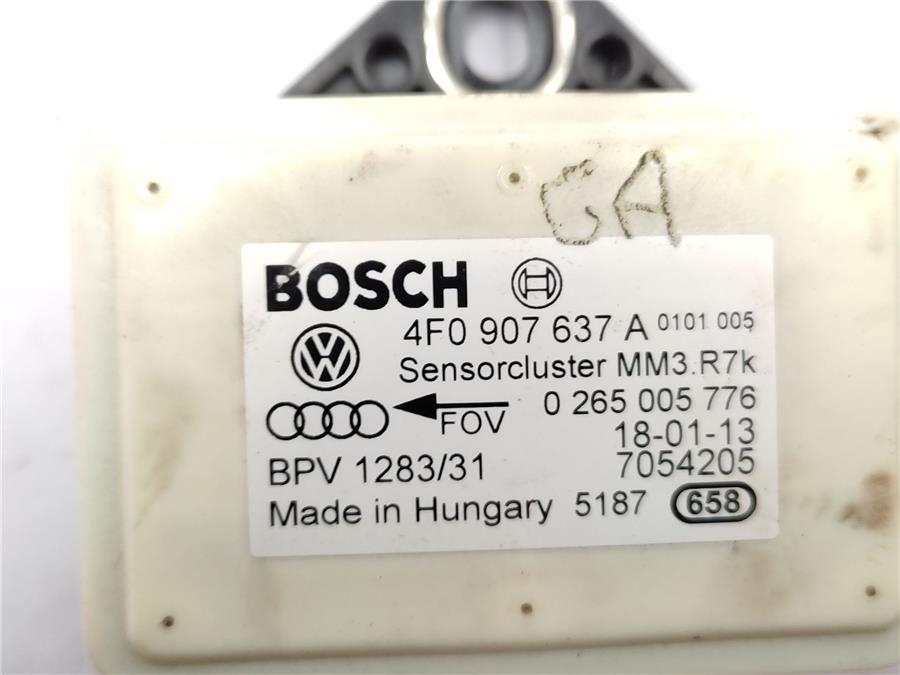 GA
BOSCH
4F0 907 637 A 0101 005
Sensorcluster MM3.R7k
FOV 0 265 005 776
18-01-13
BPV 1283/31 7054205
Made in Hungary 5187 658